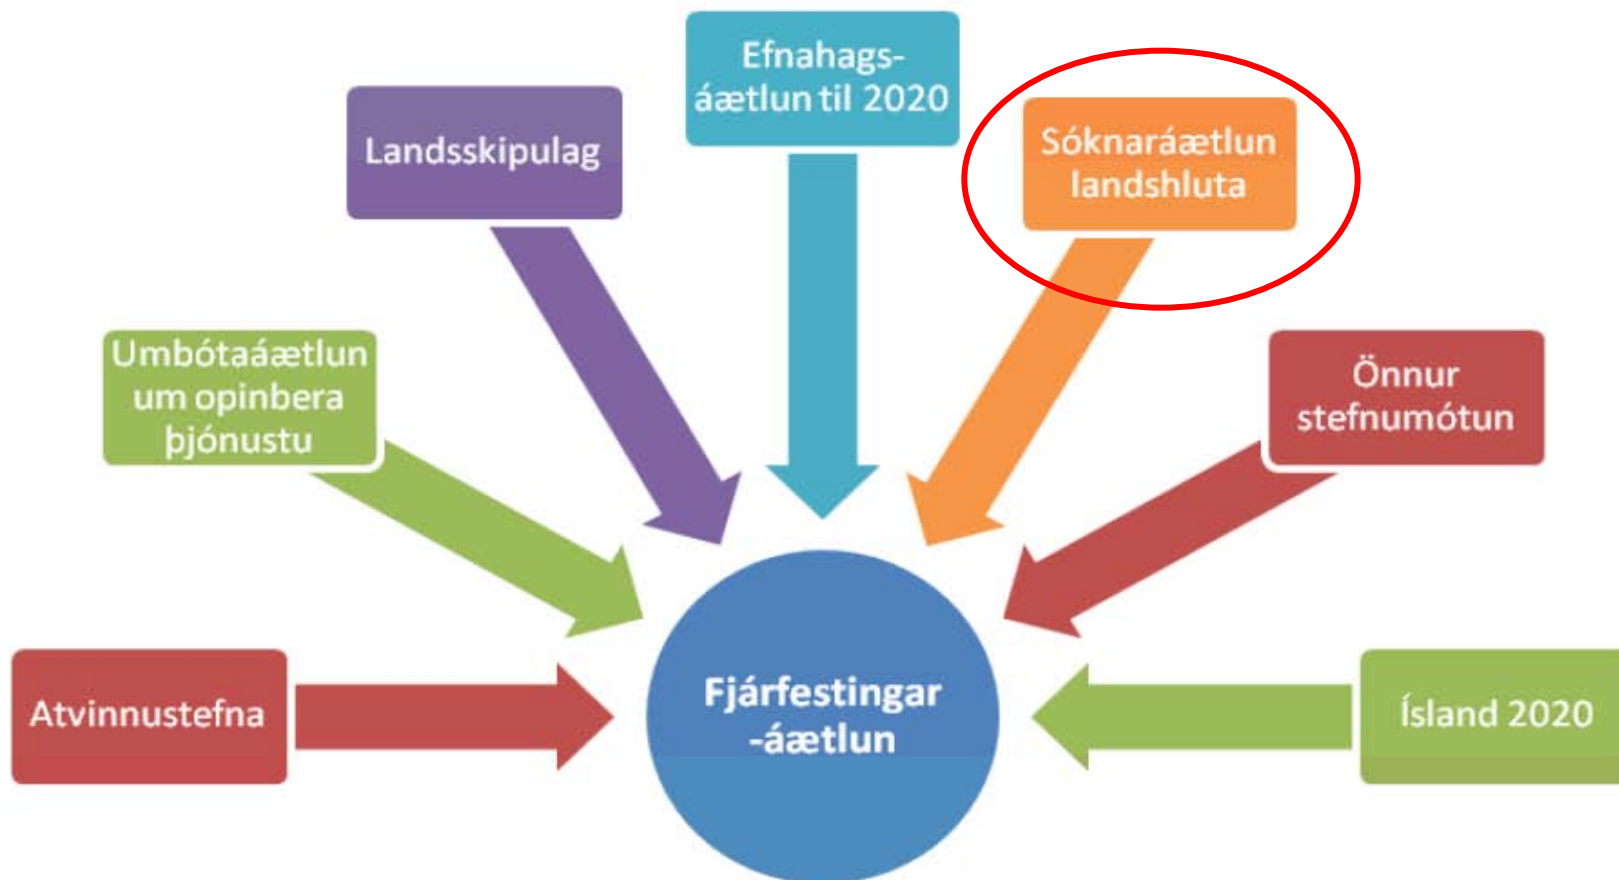 Efnahags-
áætlun til 2020
Landsskipulag
Sóknaráætlun
landshluta
Umbótaáætlun
um opinbera
þjónustu
Önnur
stefnumótun
Atvinnustefna
Fjárfestingar
-áætlun
Ísland 2020